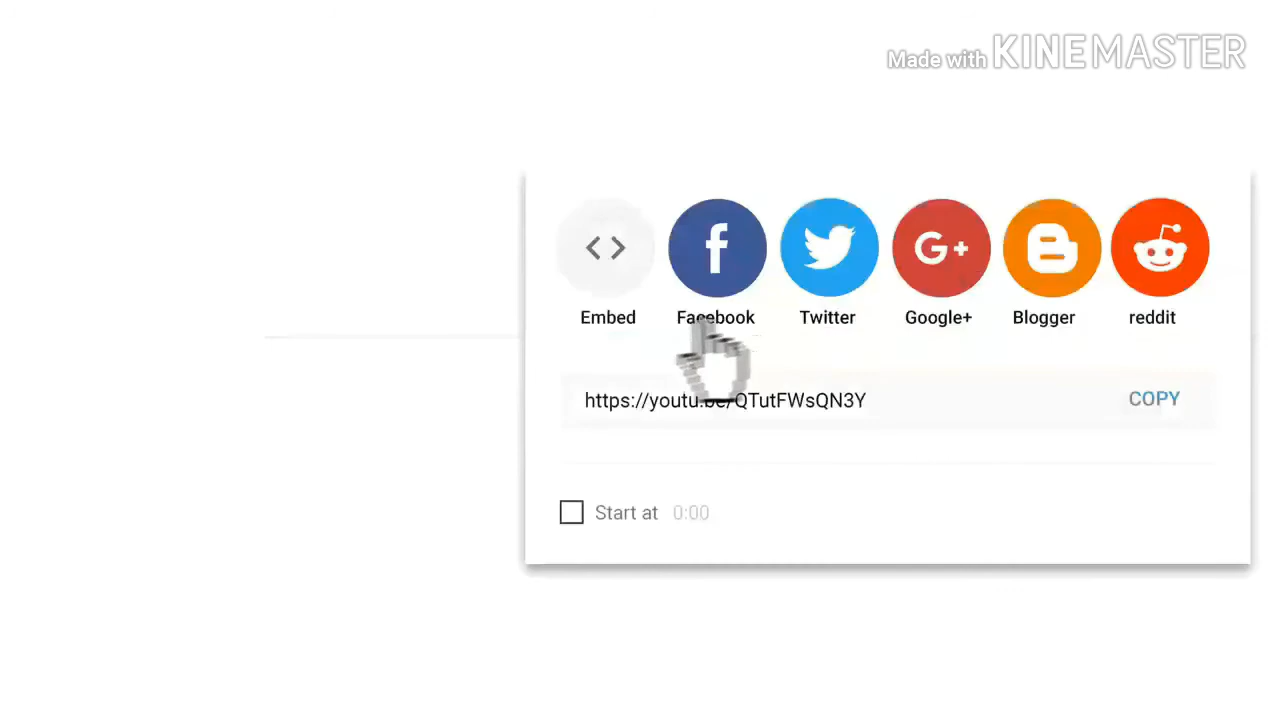 Made with KINEMASTER
Embed Facebook Twitter Google+ Blogger reddit
https://youtu.be/QTutFWsQN3Y COPY
Start at 0:00